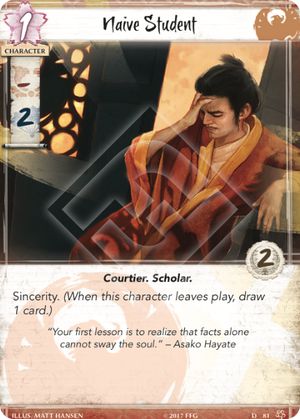 Naive Student
1
CHARACTER
-
2
2
Courtier. Scholar.
Sincerity. (When this character leaves play, draw
1 card.)
“Your first lesson is to realize that facts alone
cannot sway the soul.” – Asako Hayate
ILLUS. MATT HANSEN
©2017 FFG
D 81